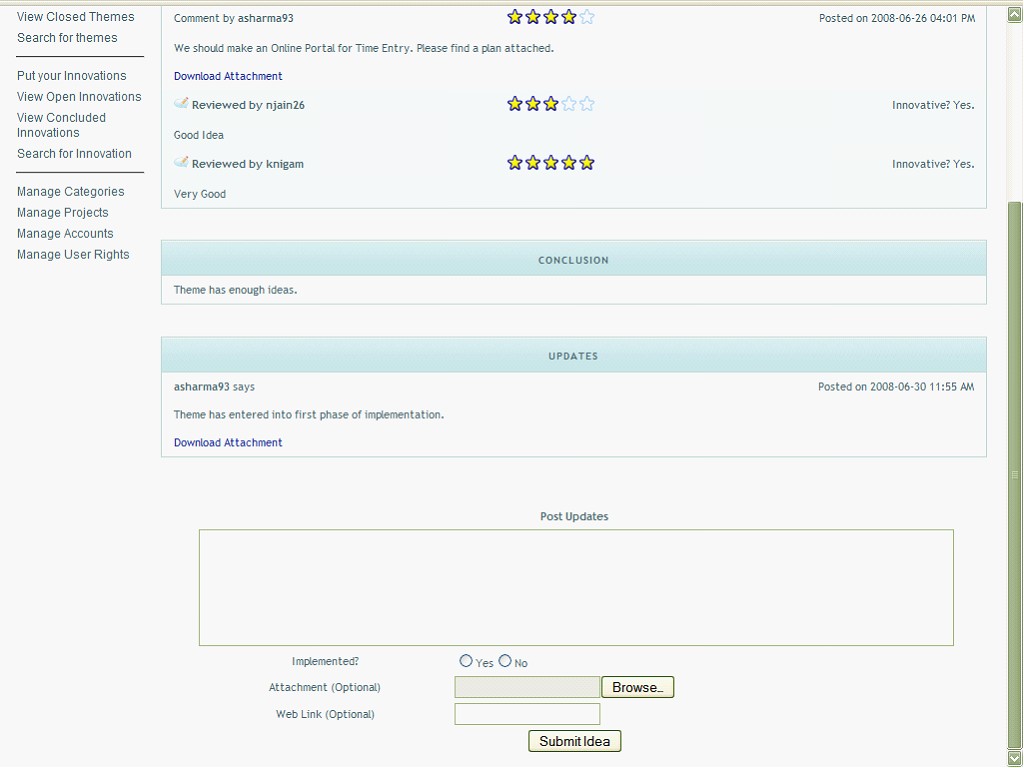 View Closed Themes
Search for themes
Put your Innovations
View Open Innovations
View Concluded
Innovations
Search for Innovation
Manage Categories
Manage Projects
Manage Accounts
Manage User Rights
Comment by asharma93 Posted on 2008-06-26 04:01 PM
We should make an Online Portal for Time Entry. Please find a plan attached.
Download Attachment
Reviewed by njain26 Innovative? Yes.
Good Idea
Reviewed by knigam Innovative? Yes.
Very Good
CONCLUSION
Theme has enough ideas.
UPDATES
asharma93 says Posted on 2008-06-30 11:55 AM
Theme has entered into first phase of implementation.
Download Attachment
Post Updates
Implemented? Yes No
Attachment (Optional) Browse...
Web Link (Optional)
Submit Idea